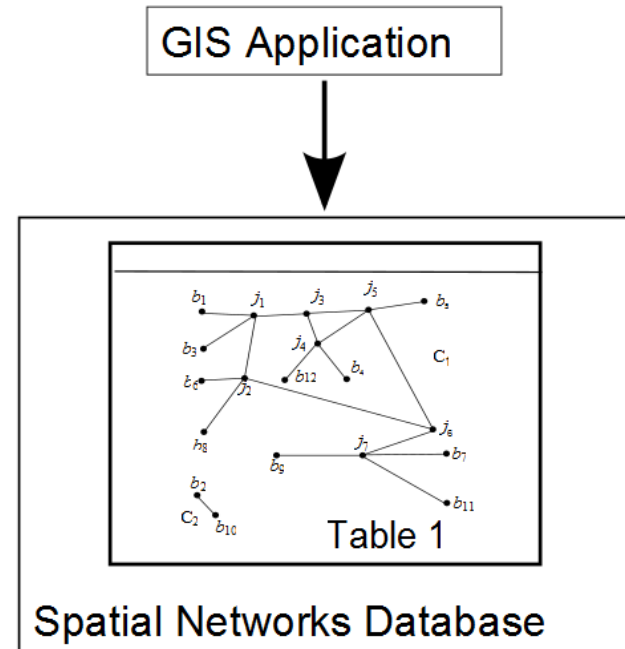 GIS Application
b1 j1 j3 j5 b5
b3 j4 C1
b6 j2 b12 b4
b8 j6
b9 j7 b7
b2
C2 b10 b11
Table 1
Spatial Networks Database